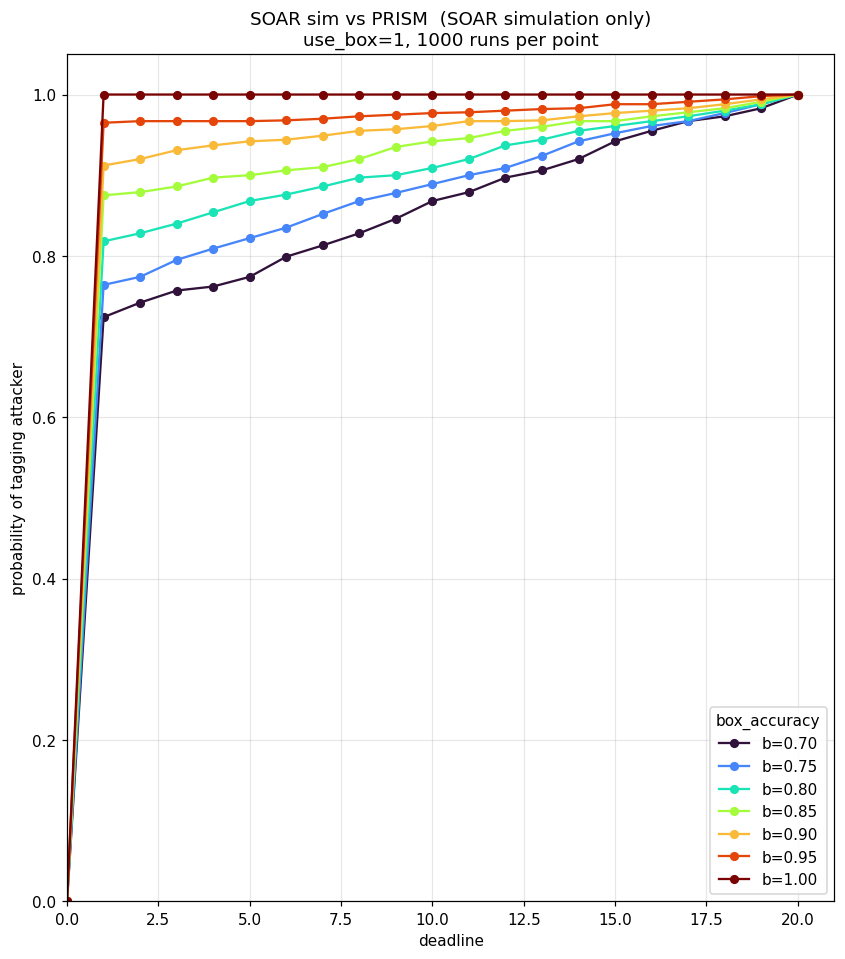 SOAR sim vs PRISM  (SOAR simulation only)
use_box=1, 1000 runs per point
probability of tagging attacker
1.0
0.8
0.6
0.4
0.2
0.0
box_accuracy
b=0.70
b=0.75
b=0.80
b=0.85
b=0.90
b=0.95
b=1.00
0.0 2.5 5.0 7.5 10.0 12.5 15.0 17.5 20.0
deadline